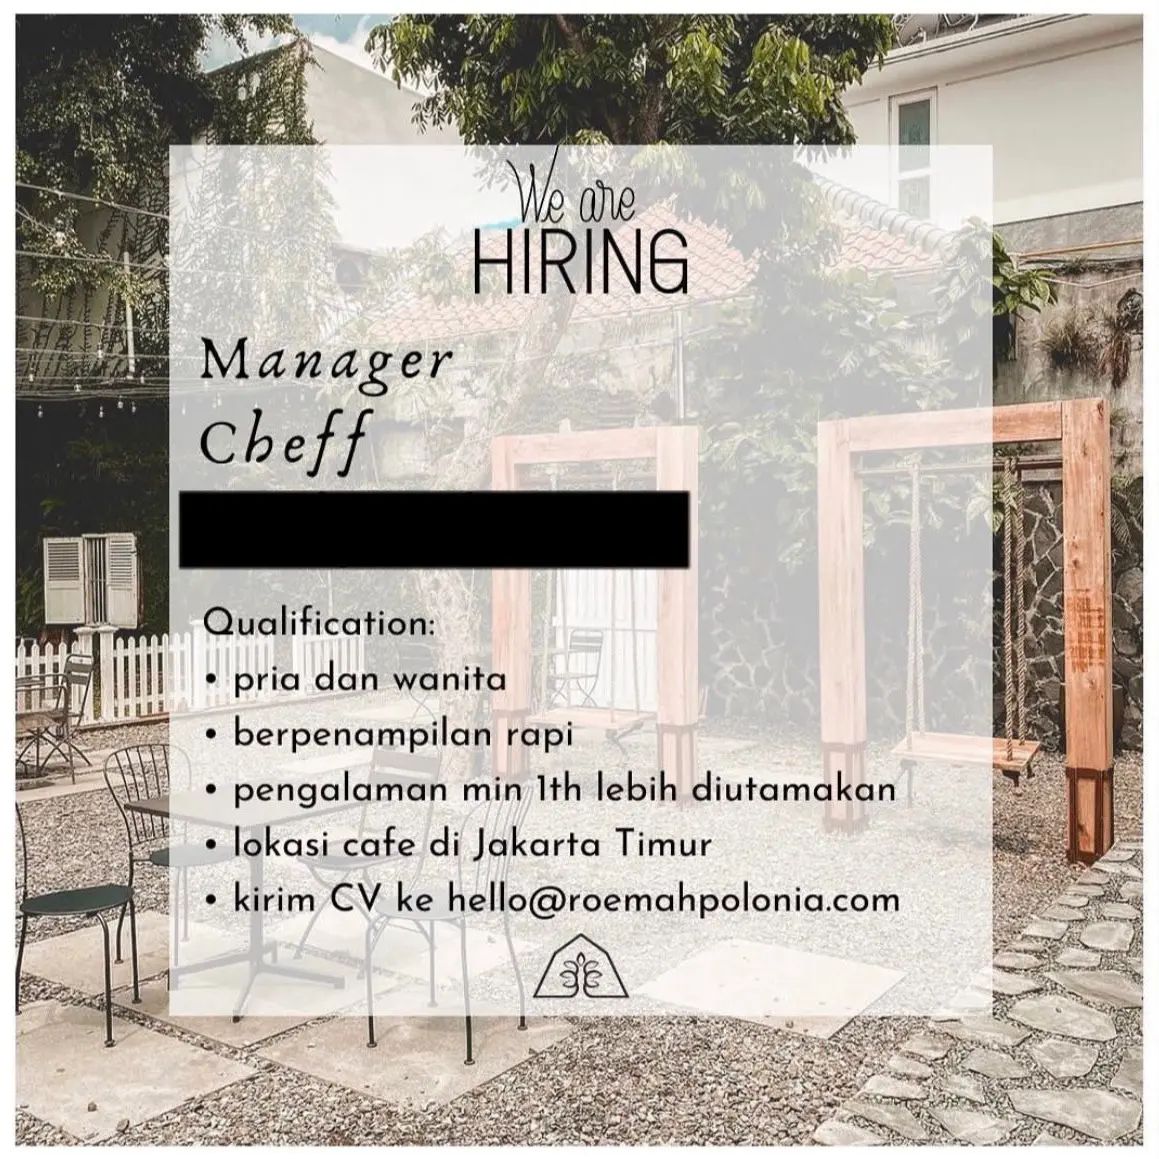 We are
HIRING
Manager
Cheff
Qualification:
• pria dan wanita
• berpenampilan rapi
• pengalaman min 1th lebih diutamakan
• lokasi cafe di Jakarta Timur
• kirim CV ke hello@roemahpolonia.com